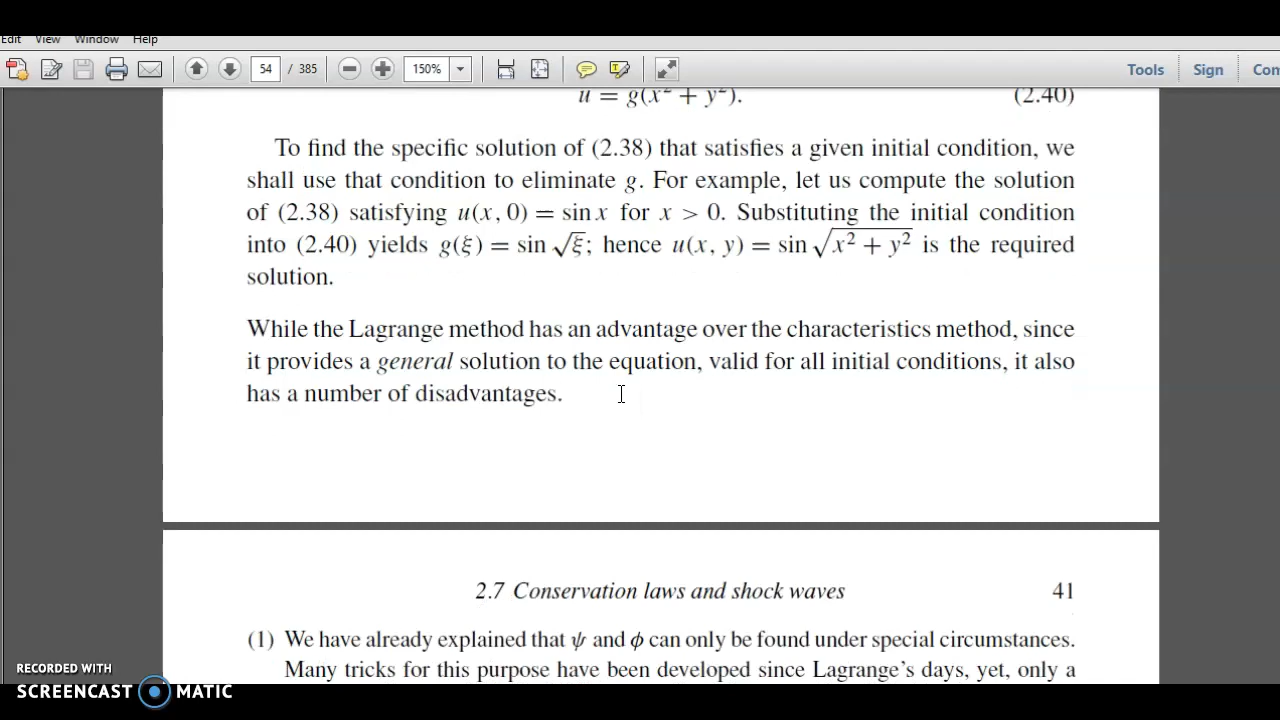 Edit View Window Help
54 / 385 150% Tools Sign Com
u = g(x² + y²). (2.40)
To find the specific solution of (2.38) that satisfies a given initial condition, we
shall use that condition to eliminate g. For example, let us compute the solution
of (2.38) satisfying u(x, 0) = sin x for x > 0. Substituting the initial condition
into (2.40) yields g(ξ) = sin √ξ; hence u(x, y) = sin √(x² + y²) is the required
solution.
While the Lagrange method has an advantage over the characteristics method, since
it provides a general solution to the equation, valid for all initial conditions, it also
has a number of disadvantages.
2.7 Conservation laws and shock waves 41
(1) We have already explained that ψ and ϕ can only be found under special circumstances.
Many tricks for this purpose have been developed since Lagrange's days, yet, only a
RECORDED WITH
SCREENCAST MATIC